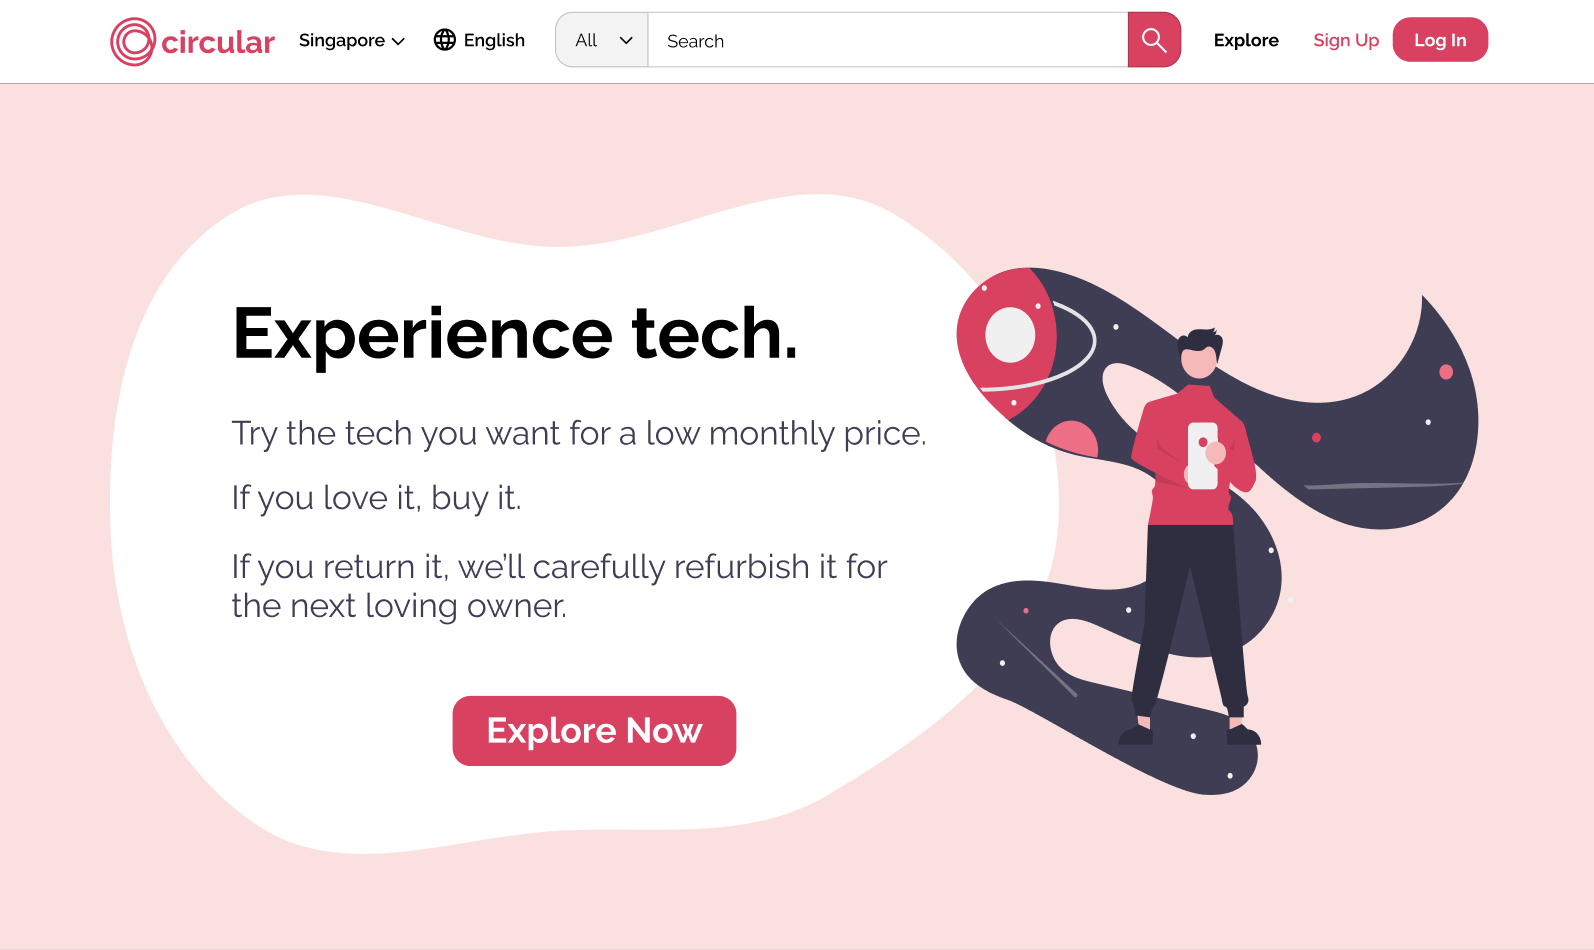 circular
Singapore
English
All
Search
Explore
Sign Up
Log In
Experience tech.
Try the tech you want for a low monthly price.
If you love it, buy it.
If you return it, we’ll carefully refurbish it for
the next loving owner.
Explore Now